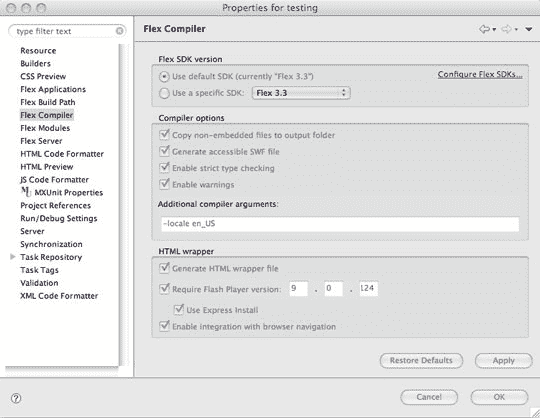 Properties for testing
type filter text
Flex Compiler
Resource
Builders
CSS Preview
Flex Applications
Flex Build Path
Flex Compiler
Flex Modules
Flex Server
HTML Code Formatter
HTML Preview
JS Code Formatter
MXUnit Properties
Project References
Run/Debug Settings
Server
Synchronization
Task Repository
Task Tags
Validation
XML Code Formatter
Flex SDK version
Use default SDK (currently "Flex 3.3")
Configure Flex SDKs...
Use a specific SDK: Flex 3.3
Compiler options
Copy non-embedded files to output folder
Generate accessible SWF file
Enable strict type checking
Enable warnings
Additional compiler arguments:
-locale en_US
HTML wrapper
Generate HTML wrapper file
Require Flash Player version: 9 . 0 . 124
Use Express Install
Enable integration with browser navigation
Restore Defaults Apply
? Cancel OK